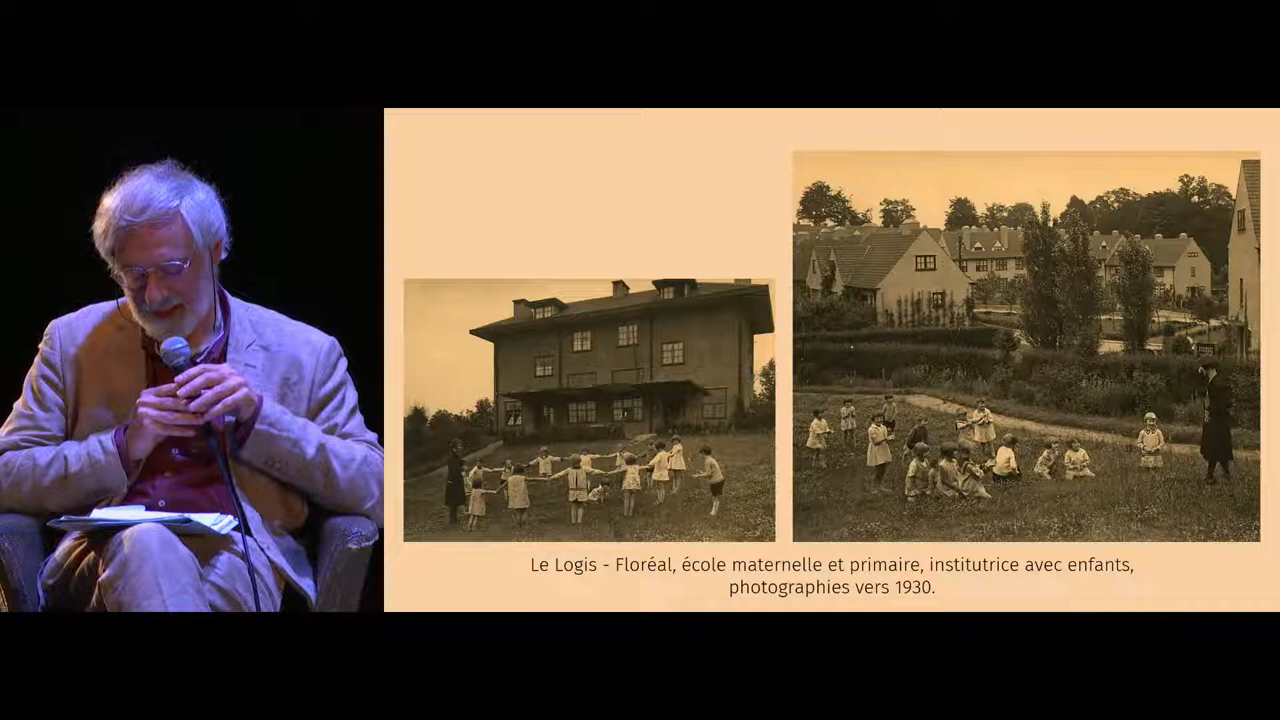 Le Logis - Floréal, école maternelle et primaire, institutrice avec enfants,
photographies vers 1930.